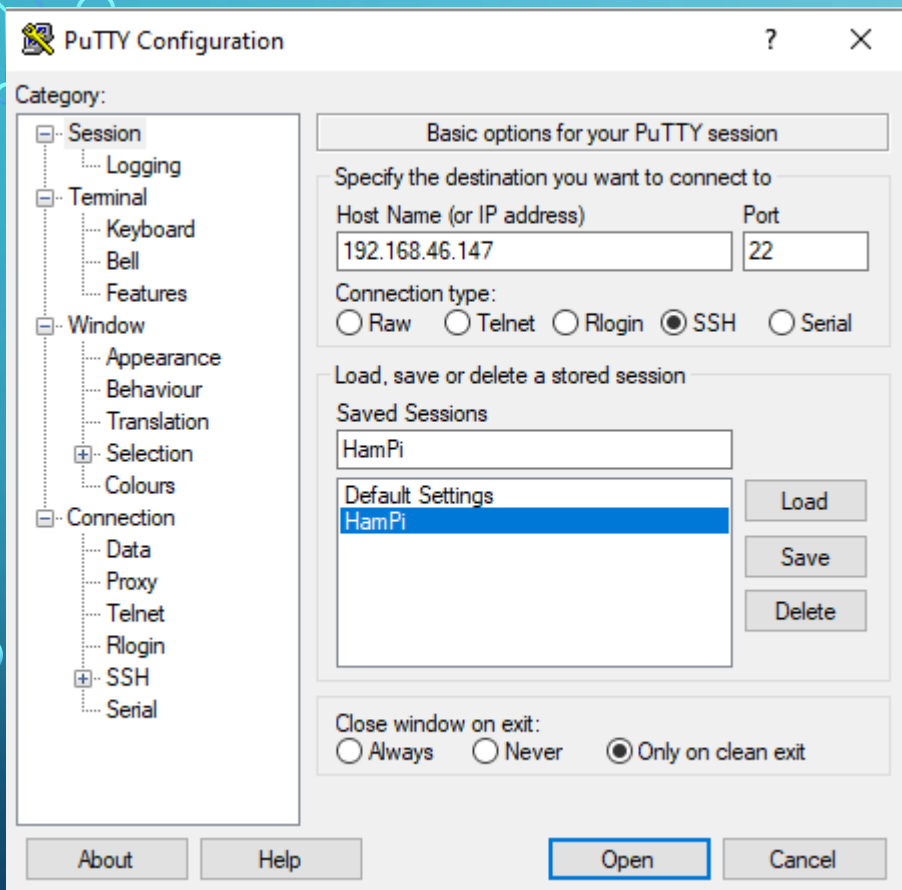 PuTTY Configuration
?
Category:
Session
Logging
Terminal
Keyboard
Bell
Features
Window
Appearance
Behaviour
Translation
Selection
Colours
Connection
Data
Proxy
Telnet
Rlogin
SSH
Serial
Basic options for your PuTTY session
Specify the destination you want to connect to
Host Name (or IP address) Port
192.168.46.147 22
Connection type:
Raw Telnet Rlogin SSH Serial
Load, save or delete a stored session
Saved Sessions
HamPi
Default Settings
HamPi
Load
Save
Delete
Close window on exit:
Always Never Only on clean exit
About Help Open Cancel